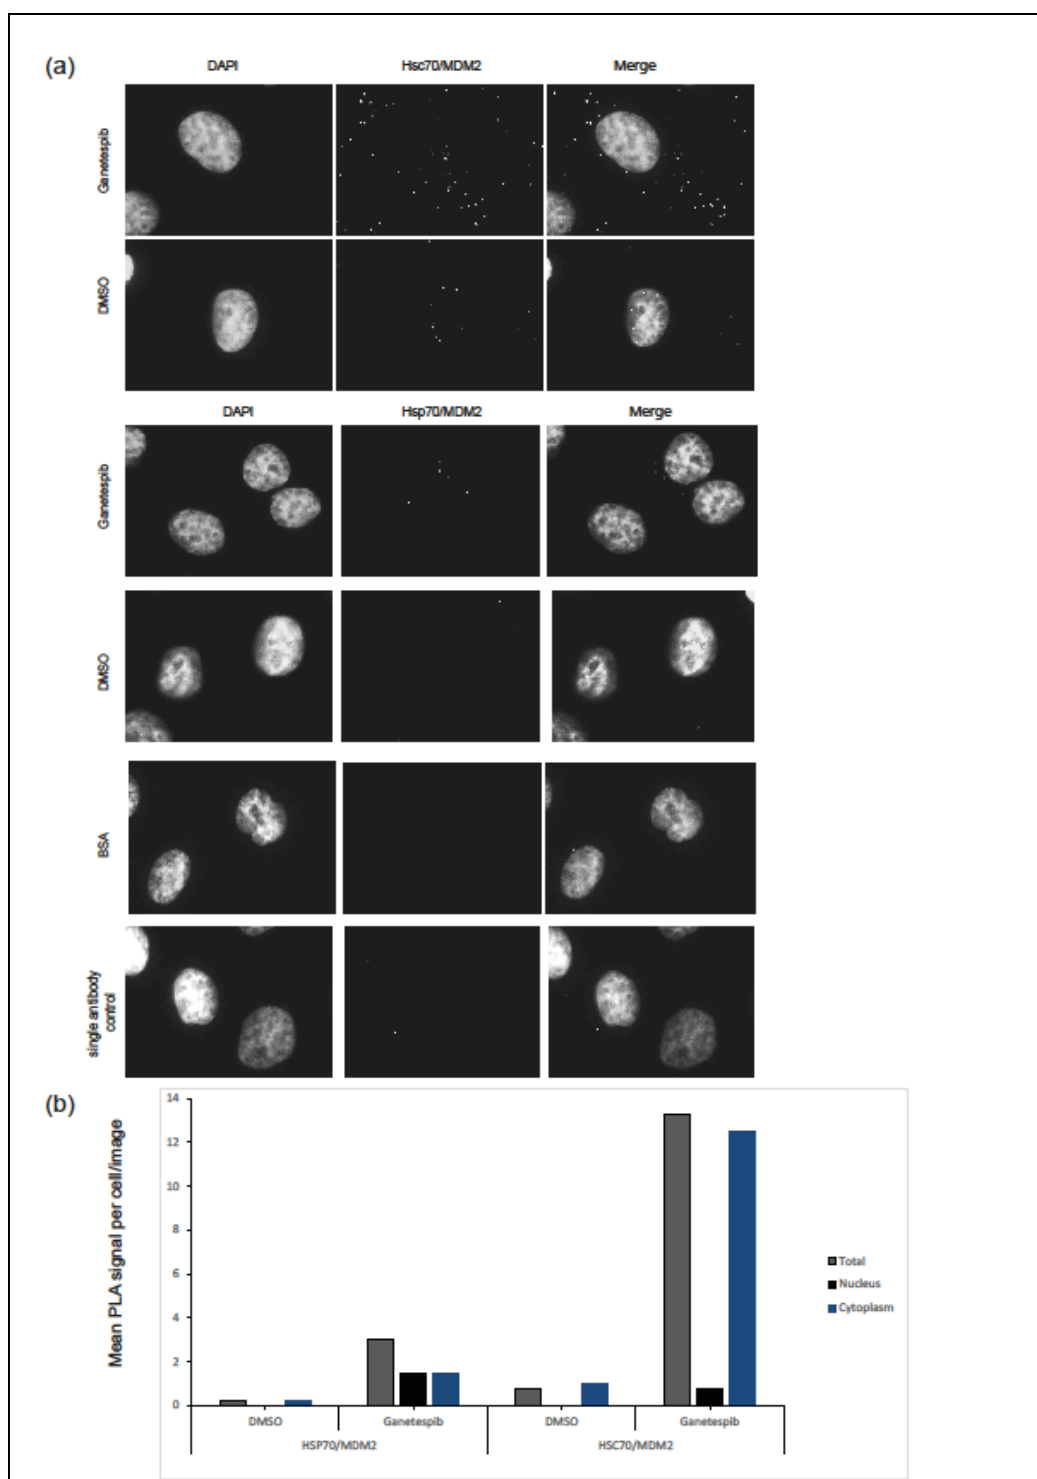 (a)
DAPI Hsc70/MDM2 Merge
Ganetespib
DMSO
DAPI Hsp70/MDM2 Merge
Ganetespib
DMSO
BSA
single antibody
control
(b)
Mean PLA signal per cell/image
14
12
10
8
6
4
2
0
Total
Nucleus
Cytoplasm
DMSO Ganetespib DMSO Ganetespib
HSP70/MDM2 HSC70/MDM2